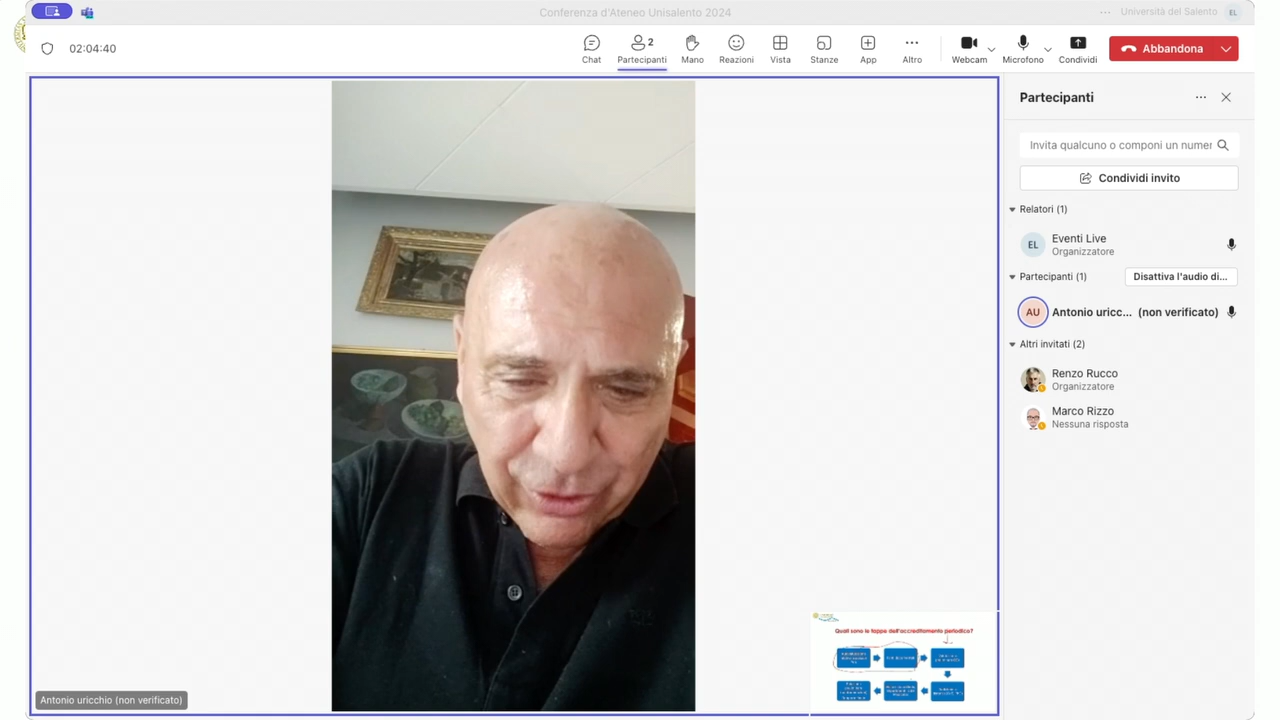 Conferenza d'Ateneo Unisalento 2024
Università del Salento
EL
02:04:40
Chat
Partecipanti
2
Mano
Reazioni
Vista
Stanze
App
Altro
Webcam
Microfono
Condividi
Abbandona
Partecipanti
Invita qualcuno o componi un numer
Condividi invito
Relatori (1)
EL
Eventi Live
Organizzatore
Partecipanti (1)
Disattiva l'audio di...
AU
Antonio uricc... (non verificato)
Altri invitati (2)
Renzo Rucco
Organizzatore
Marco Rizzo
Nessuna risposta
Quali sono le tappe dell'accreditamento periodico?
Antonio uricchio (non verificato)